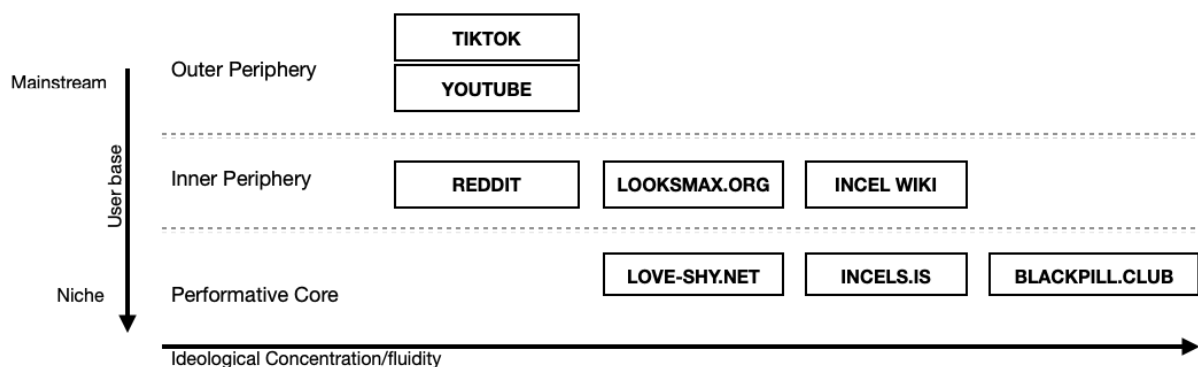 TIKTOK
Outer Periphery
Mainstream
YOUTUBE
User base
Inner Periphery
REDDIT
LOOKSMAX.ORG
INCEL WIKI
LOVE-SHY.NET
INCELS.IS
BLACKPILL.CLUB
Niche
Performative Core
Ideological Concentration/fluidity